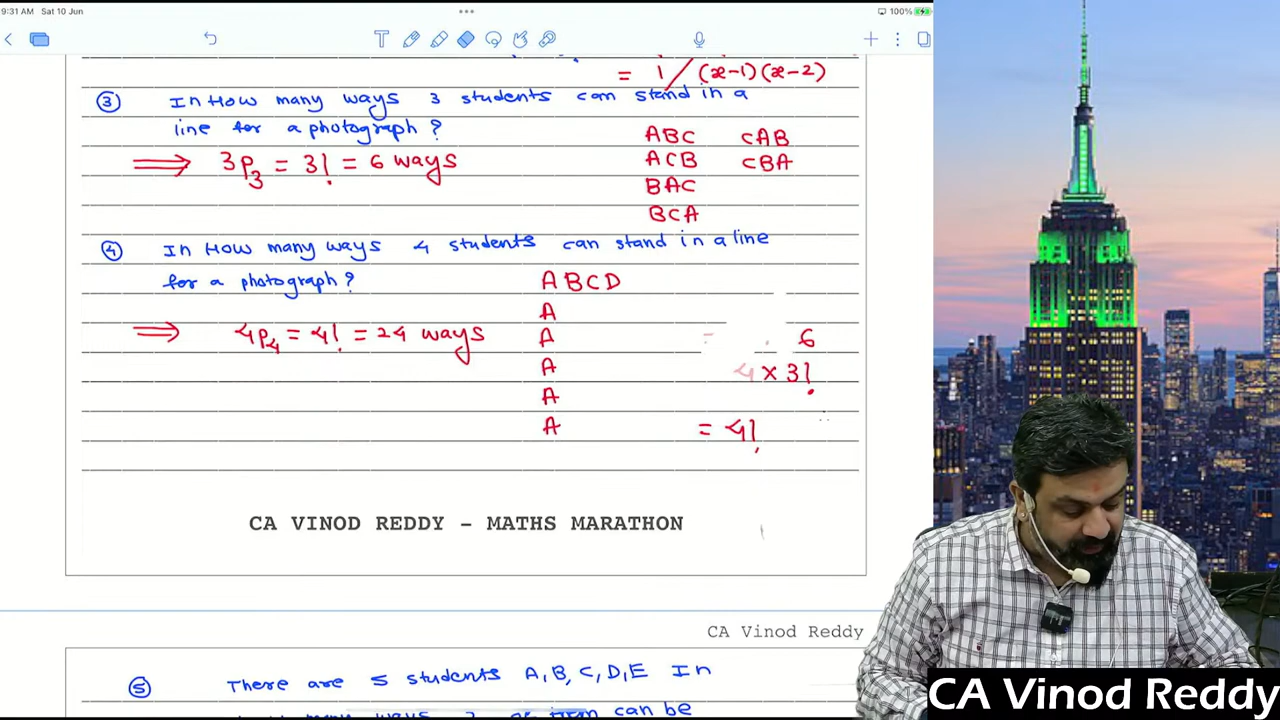 9:31 AM Sat 10 Jun
100%
= 1 / (x-1)(x-2)
③ In How many ways 3 students can stand in a
line for a photograph?
ABC CAB
⟹ 3P3 = 3! = 6 ways
ACB CBA
BAC
BCA
④ In How many ways 4 students can stand in a line
for a photograph?
ABCD
A
⟹ 4P4 = 4! = 24 ways
A
6
A
4 × 3!
A
A
= 4!
CA VINOD REDDY - MATHS MARATHON
CA Vinod Reddy
⑤ There are 5 students A,B,C,D,E In
can be
CA Vinod Reddy